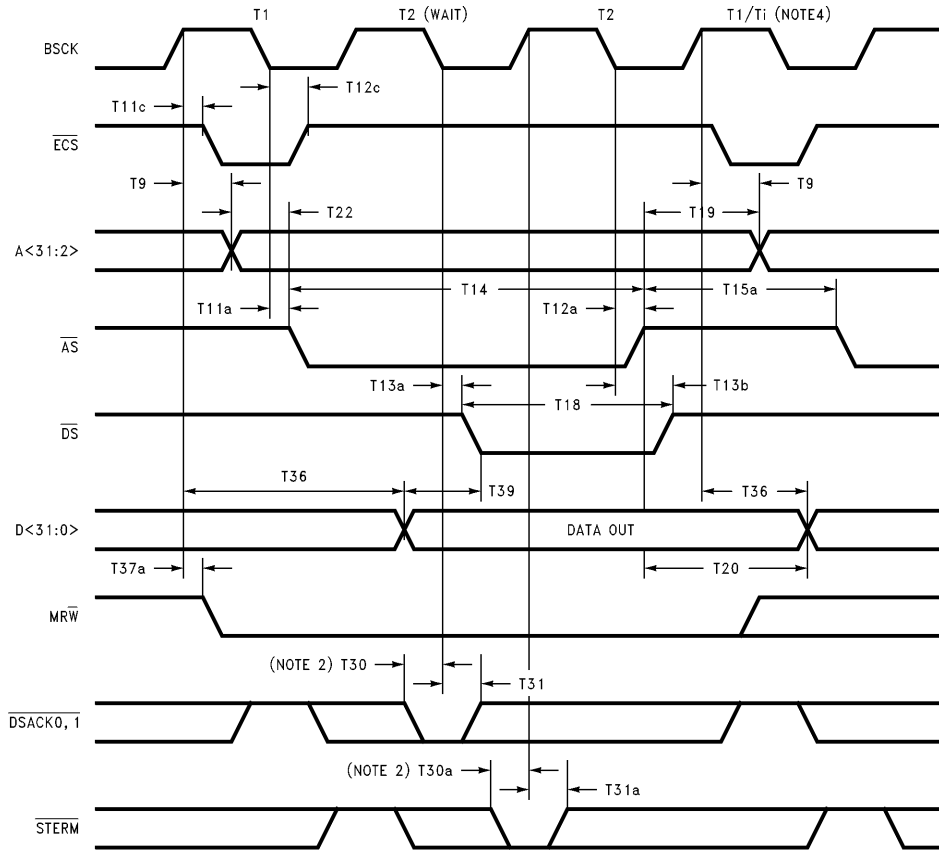 T1 T2 (WAIT) T2 T1/Ti (NOTE4)
BSCK
T11c T12c
ECS
T9 T9
T22 T19
A<31:2>
T14 T15a
T11a T12a
AS
T13a T18 T13b
DS
T36 T39 T36
D<31:0> DATA OUT
T37a T20
MRW
(NOTE 2) T30 T31
DSACK0, 1
(NOTE 2) T30a T31a
STERM